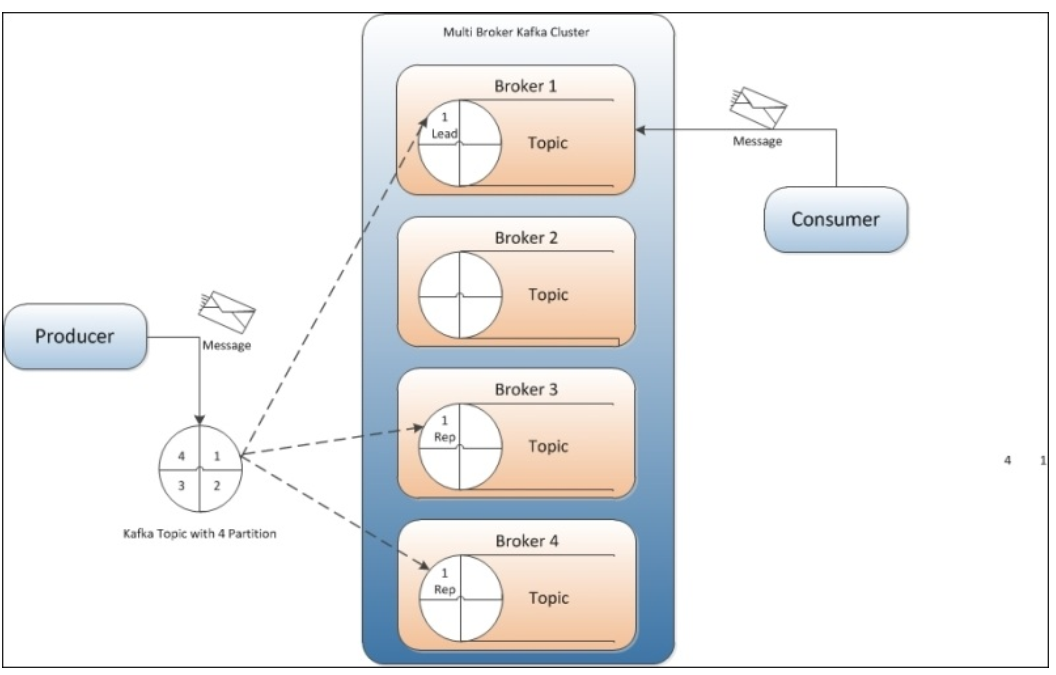 Multi Broker Kafka Cluster
Broker 1
1
Lead
Topic
Message
Consumer
Broker 2
Topic
Producer
Message
Broker 3
1
Rep
Topic
4 1
3 2
Kafka Topic with 4 Partition
4 1
Broker 4
1
Rep
Topic